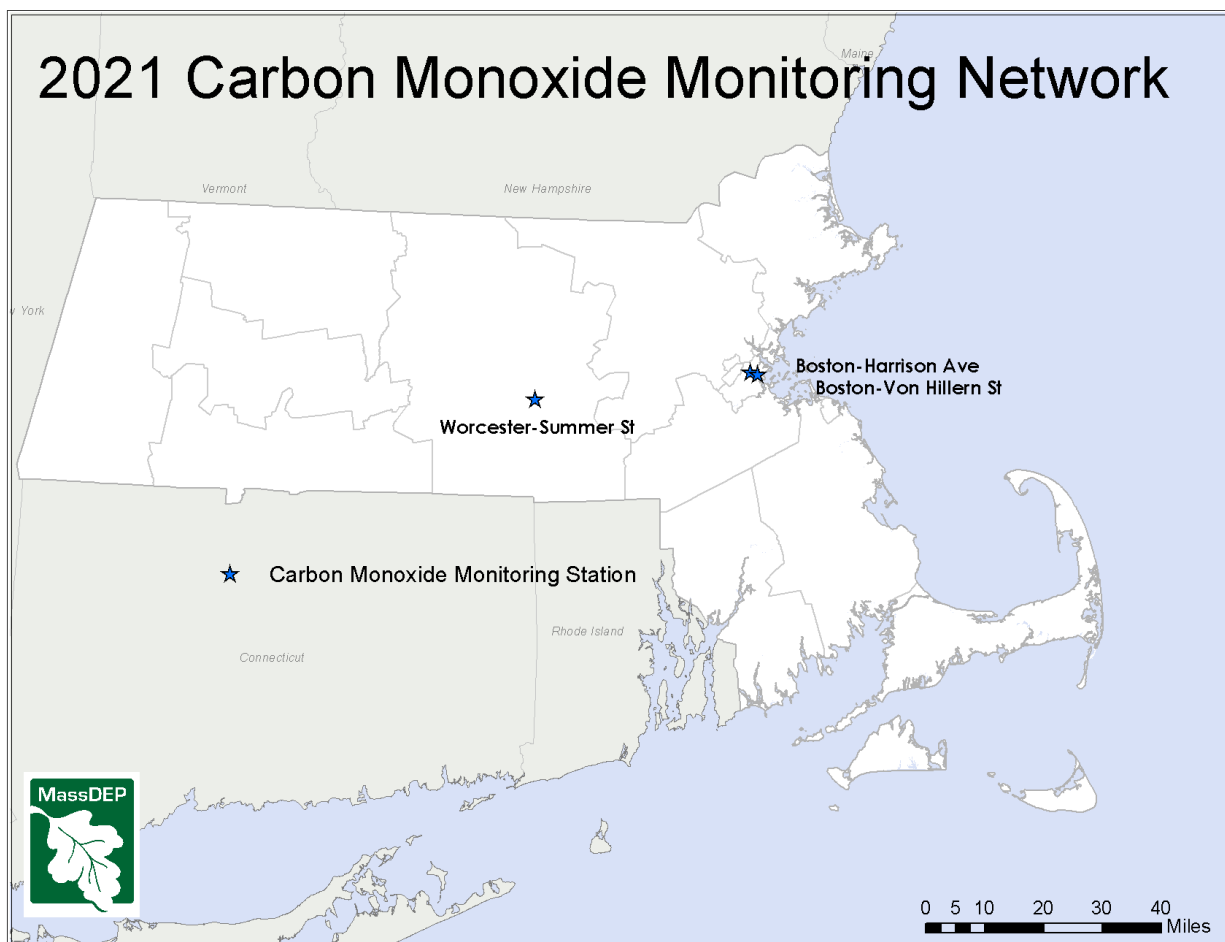 2021 Carbon Monoxide Monitoring Network
Maine
Vermont
New Hampshire
w York
Boston-Harrison Ave
Boston-Von Hillern St
Worcester-Summer St
Carbon Monoxide Monitoring Station
Rhode Island
Connecticut
MassDEP
0 5 10 20 30 40
Miles